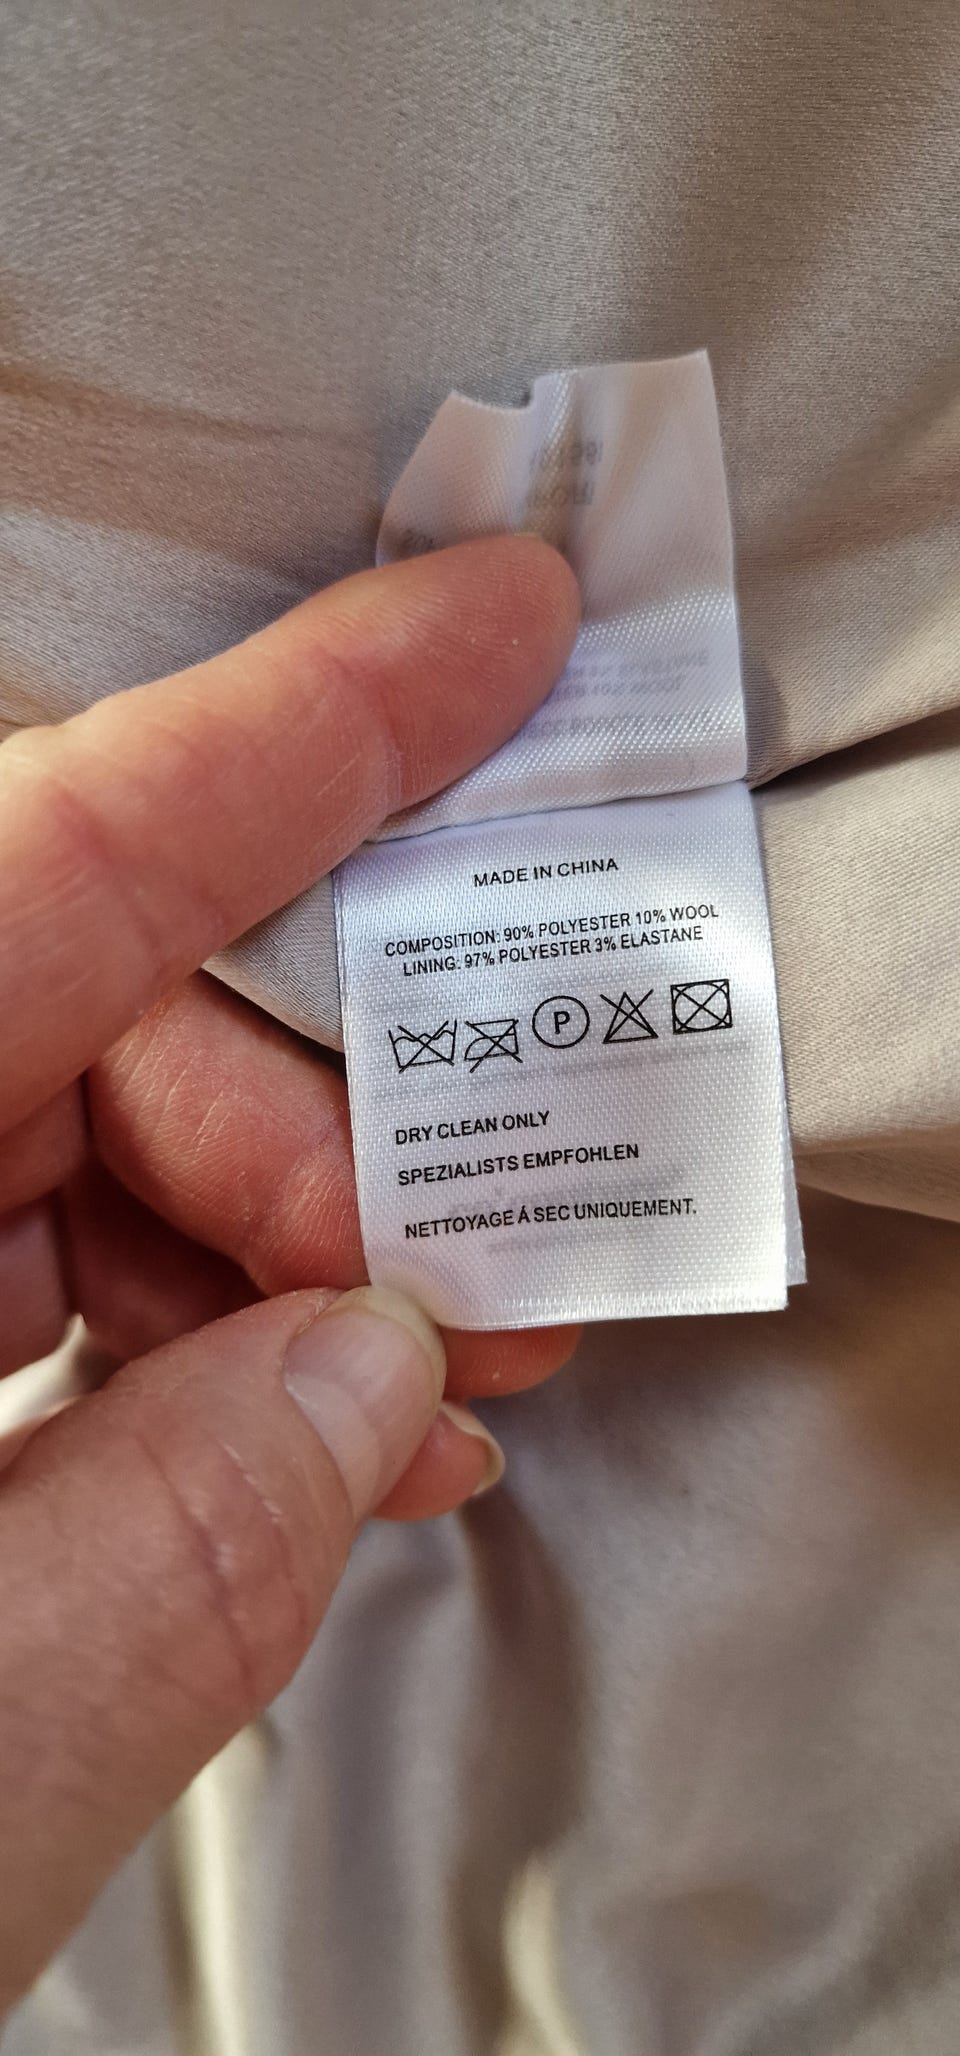 MADE IN CHINA
COMPOSITION: 90% POLYESTER 10% WOOL
LINING: 97% POLYESTER 3% ELASTANE
P
DRY CLEAN ONLY
SPEZIALISTS EMPFOHLEN
NETTOYAGE Á SEC UNIQUEMENT.